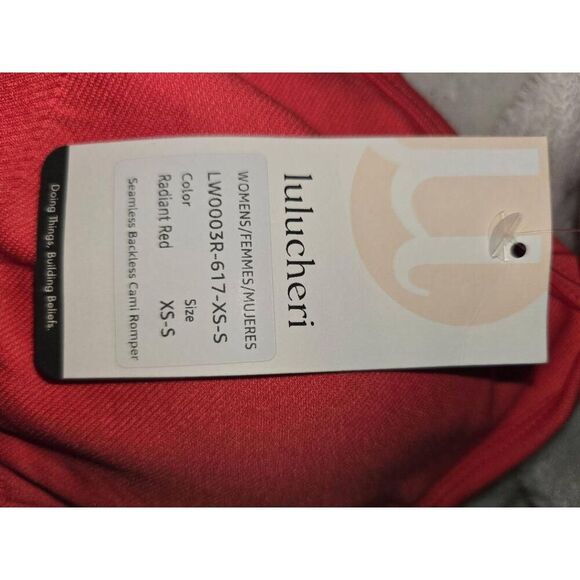 lulucheri
WOMENS/FEMMES/MUJERES
LW0003R-617-XS-S
Color Size
Radiant Red XS-S
Seamless Backless Cami Romper
Doing Things, Building Beliefs.